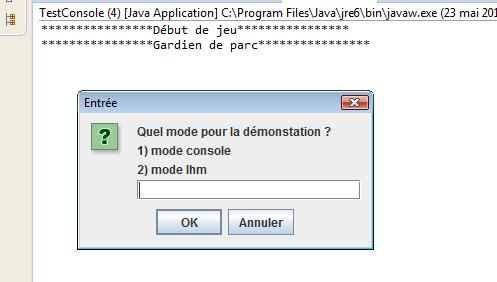 TestConsole (4) [Java Application] C:\Program Files\Java\jre6\bin\javaw.exe (23 mai 201
****************Début de jeu****************
****************Gardien de parc****************
Entrée
Quel mode pour la démonstation ?
1) mode console
2) mode Ihm
OK
Annuler